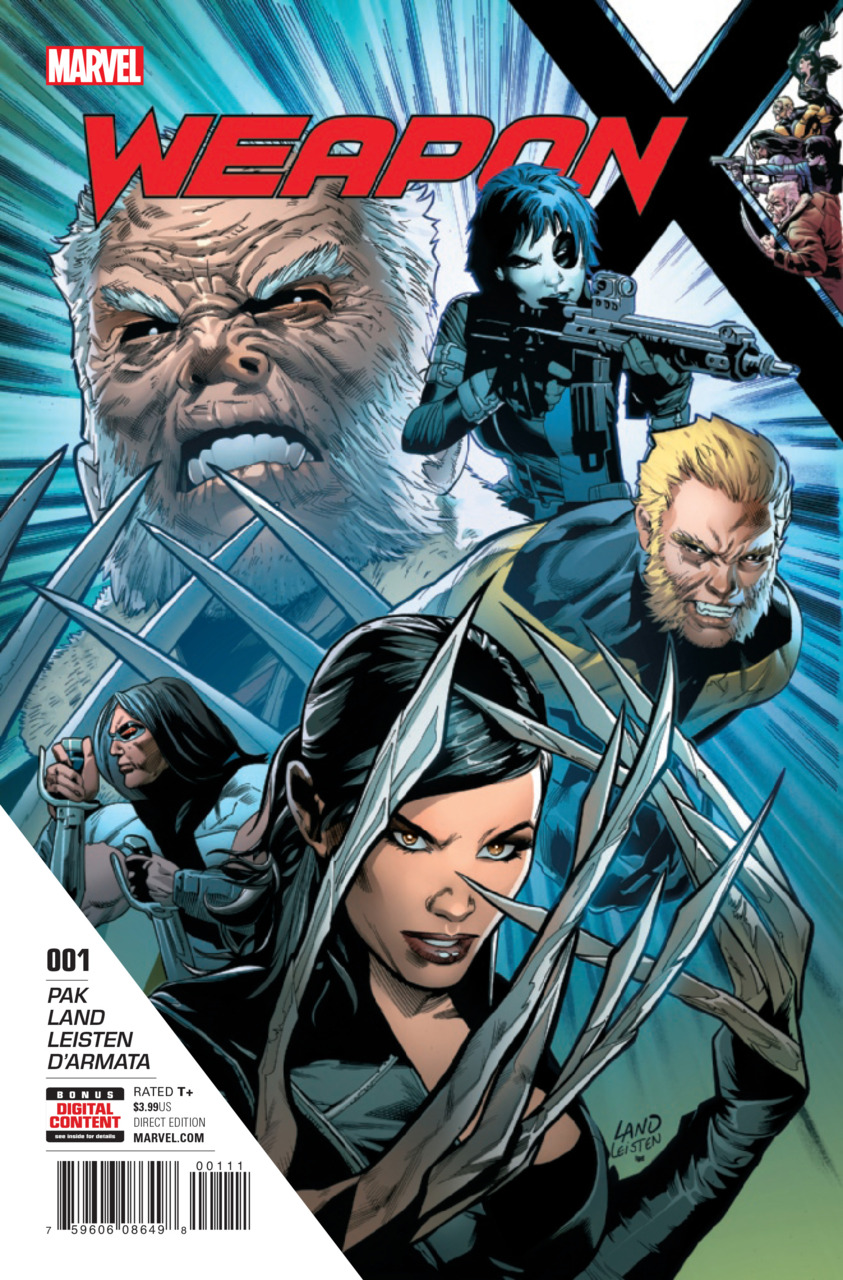 MARVEL
WEAPON X
001
PAK
LAND
LEISTEN
D'ARMATA
BONUS
DIGITAL
CONTENT
see inside for details
RATED T+
$3.99US
DIRECT EDITION
MARVEL.COM
00111
7 59606 08649 8
LAND
LEISTEN